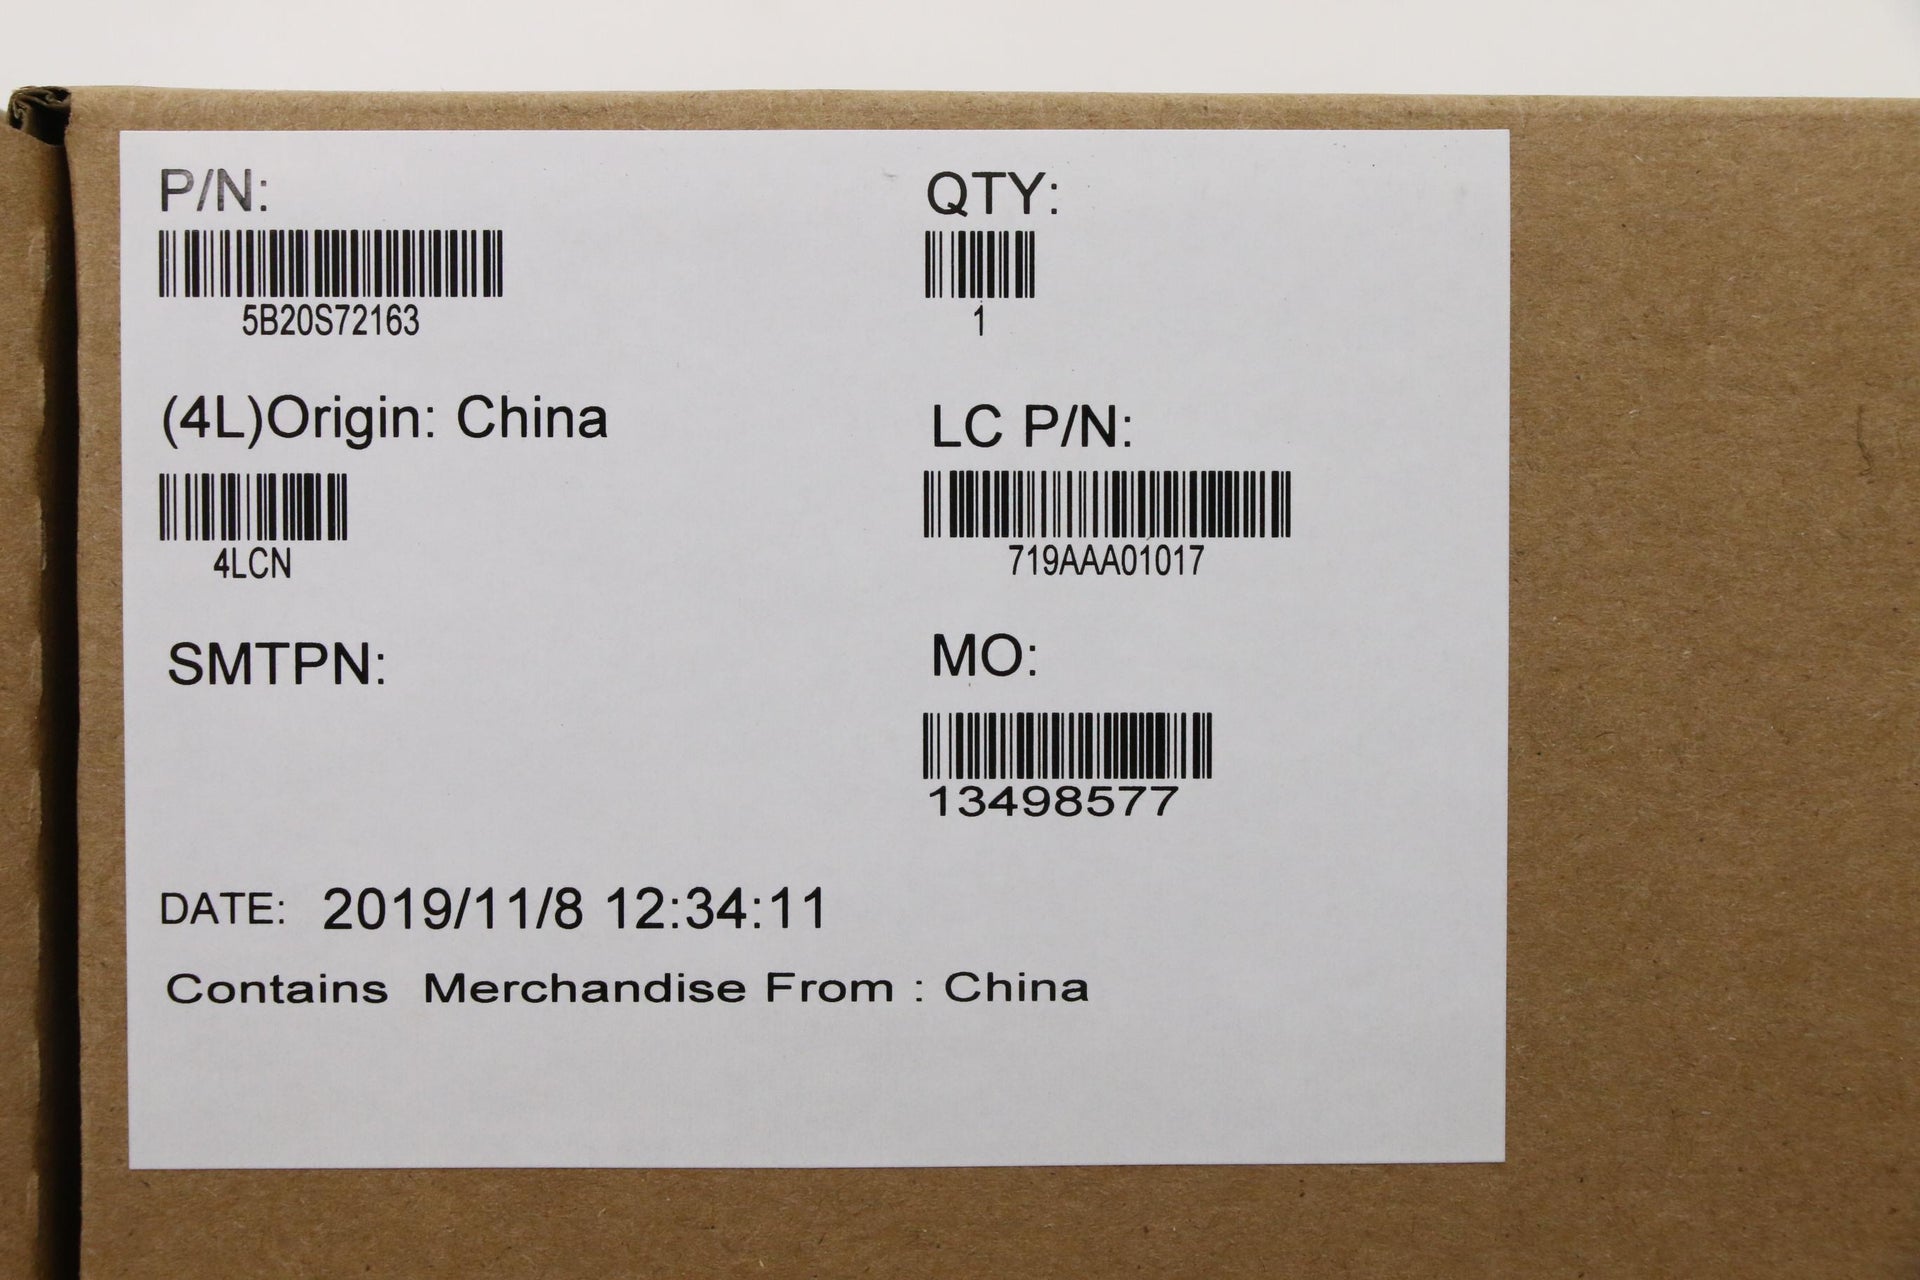 P/N:
5B20S72163
QTY:
1
(4L)Origin: China
4LCN
LC P/N:
719AAA01017
SMTPN:
MO:
13498577
DATE: 2019/11/8 12:34:11
Contains Merchandise From : China